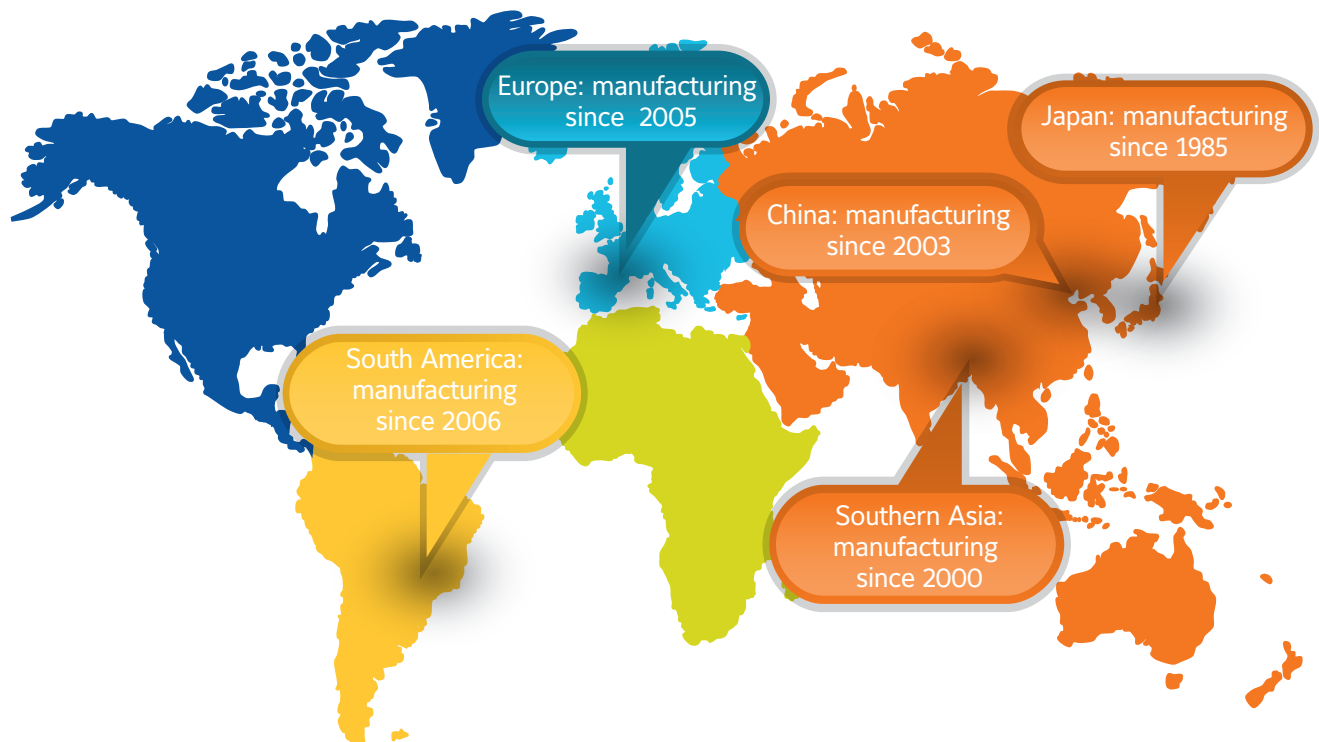 Europe: manufacturing
since 2005
Japan: manufacturing
since 1985
China: manufacturing
since 2003
South America:
manufacturing
since 2006
Southern Asia:
manufacturing
since 2000